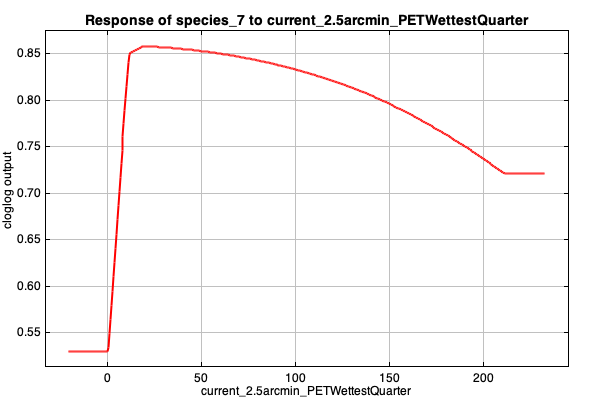 Response of species_7 to current_2.5arcmin_PETWettestQuarter
cloglog output
0.85
0.80
0.75
0.70
0.65
0.60
0.55
0 50 100 150 200
current_2.5arcmin_PETWettestQuarter